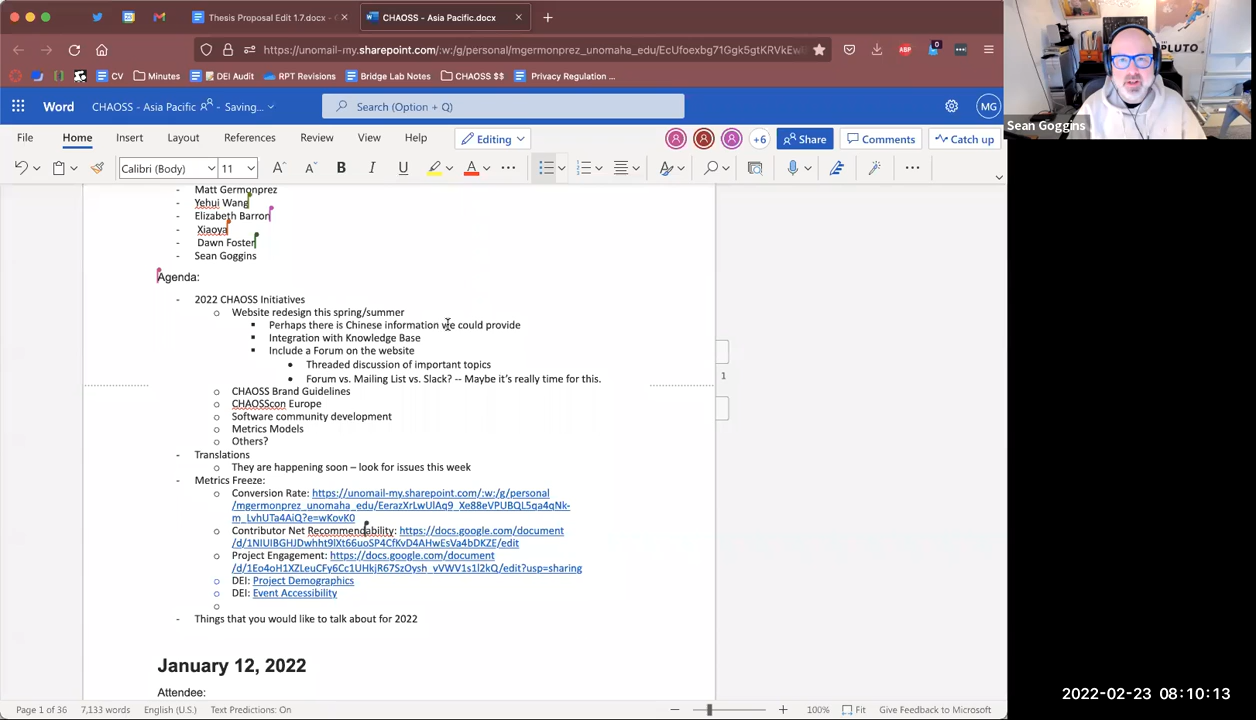 Thesis Proposal Edit 1.7.docx -
CHAOSS - Asia Pacific.docx
https://unomail-my.sharepoint.com/:w:/g/personal/mgermonprez_unomaha_edu/EcUfoexbg71Ggk5gtKRVkEw
ABP
0
CV
Minutes
DEI Audit
RPT Revisions
Bridge Lab Notes
CHAOSS $$
Privacy Regulation ...
PLUTO
Sean Goggins
Word
CHAOSS - Asia Pacific
- Saving...
Search (Option + Q)
MG
File
Home
Insert
Layout
References
Review
View
Help
Editing
+6
Share
Comments
Catch up
Calibri (Body)
11
A
A
B
I
U
A
- Matt Germonprez
- Yehui Wang
- Elizabeth Barron
- Xiaoya
- Dawn Foster
- Sean Goggins
Agenda:
- 2022 CHAOSS Initiatives
Website redesign this spring/summer
Perhaps there is Chinese information we could provide
Integration with Knowledge Base
Include a Forum on the website
Threaded discussion of important topics
Forum vs. Mailing List vs. Slack? -- Maybe it's really time for this.
CHAOSS Brand Guidelines
CHAOSScon Europe
Software community development
Metrics Models
Others?
- Translations
They are happening soon – look for issues this week
- Metrics Freeze:
Conversion Rate: https://unomail-my.sharepoint.com/:w:/g/personal
/mgermonprez_unomaha_edu/EerazXrLwUlAq9_Xe88eVPUBQL5qa4qNk-
m_LvhUTa4AiQ?e=wKovK0
Contributor Net Recommendability: https://docs.google.com/document
/d/1NIUIBGHJDwhht9lXt66uoSP4CfKvD4AHwEsVa4bDKZE/edit
Project Engagement: https://docs.google.com/document
/d/1Eo4oH1XZLeuCFy6Cc1UHkjR67SzOysh_vVWV1s1l2kQ/edit?usp=sharing
DEI: Project Demographics
DEI: Event Accessibility
- Things that you would like to talk about for 2022
January 12, 2022
Attendee:
1
Page 1 of 36
7,133 words
English (U.S.)
Text Predictions: On
100%
Fit
Give Feedback to Microsoft
2022-02-23 08:10:13